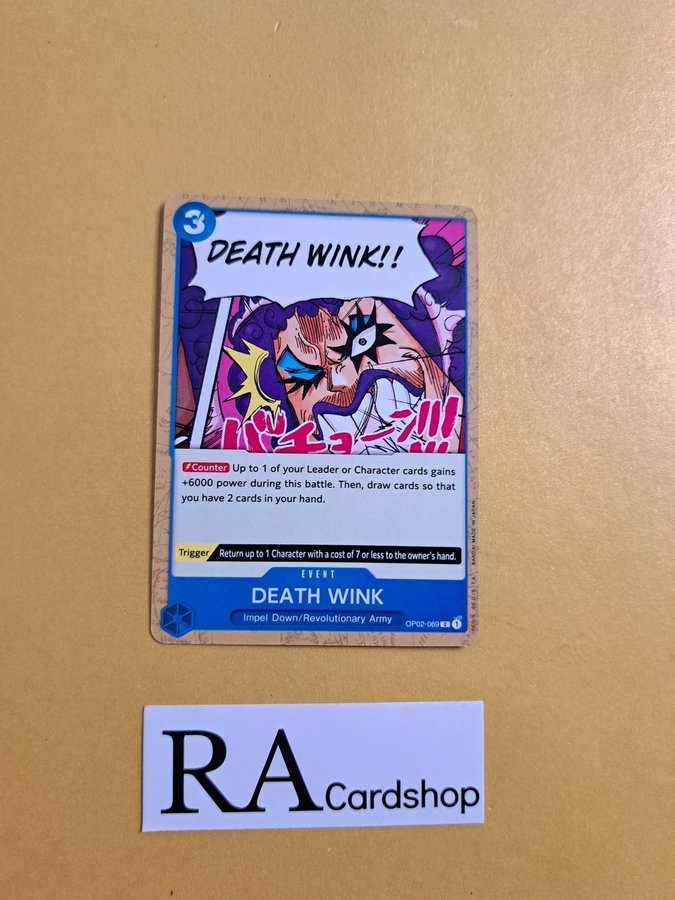 3
DEATH WINK!!
バチョーン!!!
Counter Up to 1 of your Leader or Character cards gains
+6000 power during this battle. Then, draw cards so that
you have 2 cards in your hand.
Trigger Return up to 1 Character with a cost of 7 or less to the owner's hand.
EVENT
DEATH WINK
Impel Down/Revolutionary Army
OP02-069 C 1
BANDAI MADE IN JAPAN
RA Cardshop